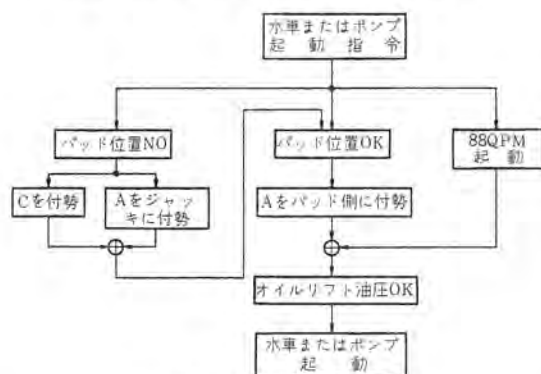 水車またはポンプ
起動指令
パッド位置NO
パッド位置OK
88QPM
起動
Cを付勢
Aをジャッ
キに付勢
Aをパッド側に付勢
オイルリフト油圧OK
水車またはポンプ
起動